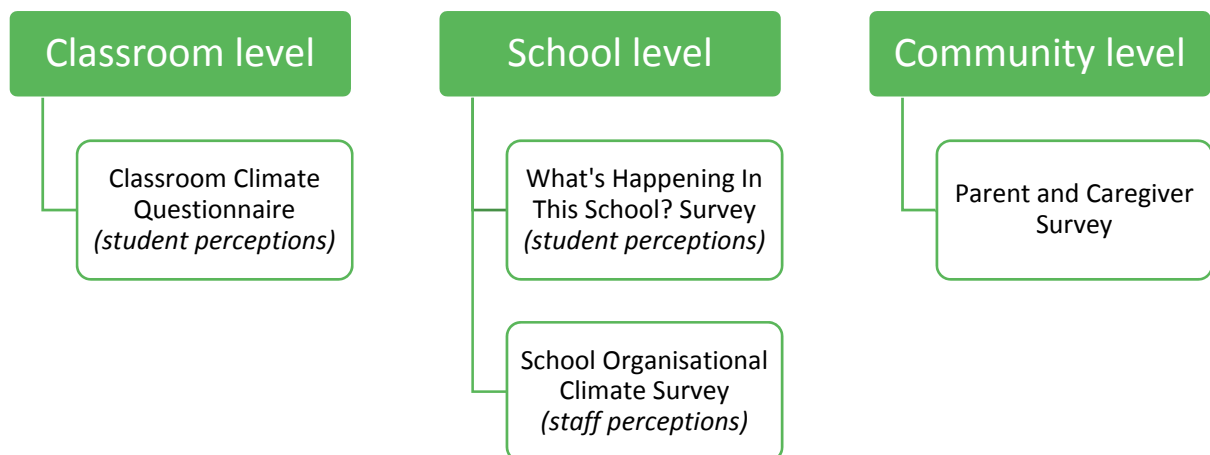 Classroom level
Classroom Climate
Questionnaire
(student perceptions)
School level
What's Happening In
This School? Survey
(student perceptions)
School Organisational
Climate Survey
(staff perceptions)
Community level
Parent and Caregiver
Survey